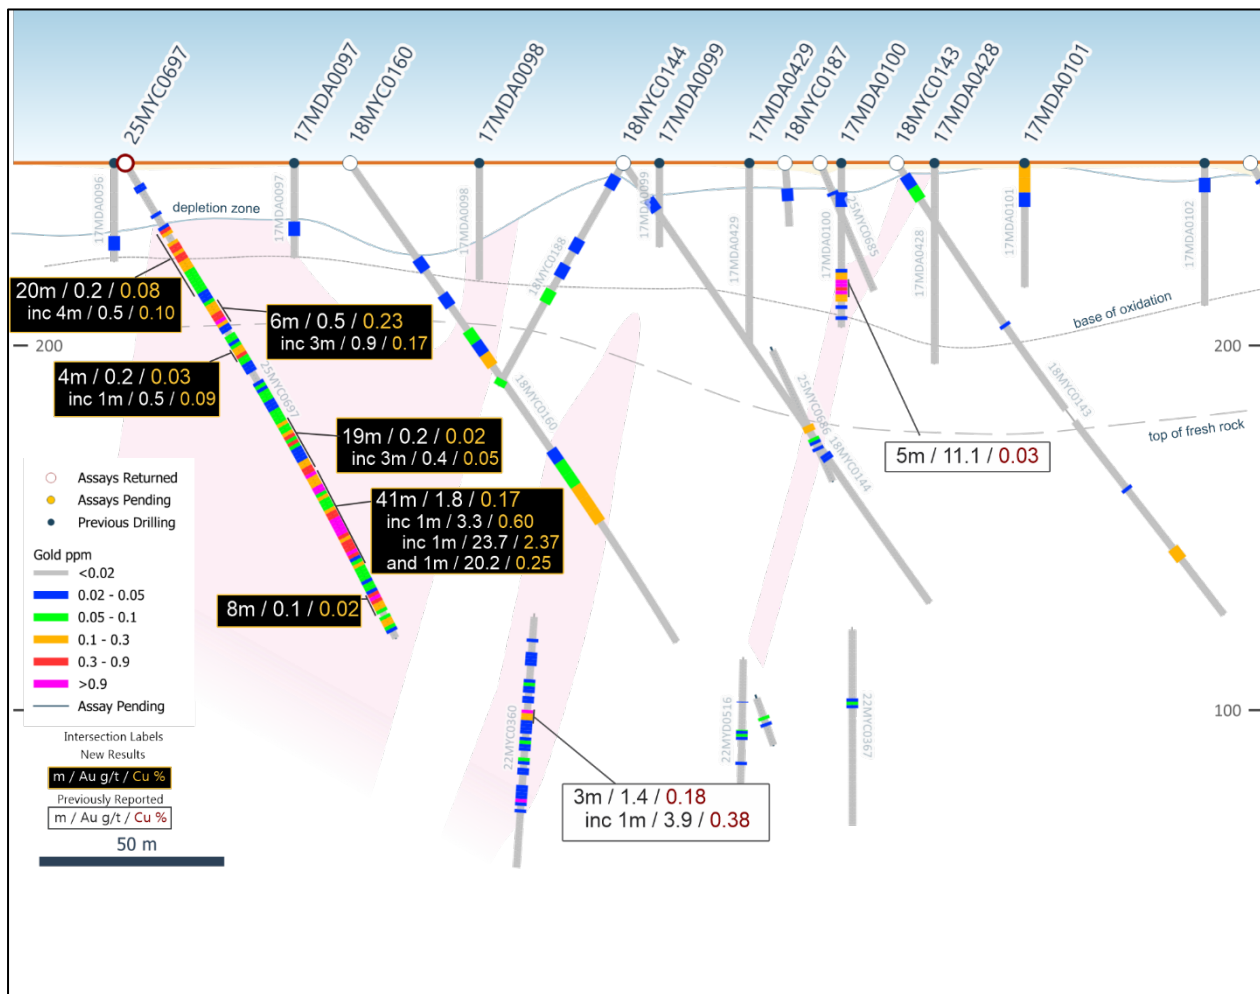 25MYC0697
17MDA0097
18MYC0160
17MDA0098
18MYC0144
17MDA0099
17MDA0429
18MYC0187
17MDA0100
18MYC0143
17MDA0428
17MDA0101
17MDA0096
depletion zone
17MDA0097
17MDA0098
18MYC0188
17MDA0099
17MDA0429
17MDA0100
25MYC0685
17MDA0428
17MDA0101
17MDA0102
20m / 0.2 / 0.08
inc 4m / 0.5 / 0.10
6m / 0.5 / 0.23
inc 3m / 0.9 / 0.17
base of oxidation
200
200
4m / 0.2 / 0.03
inc 1m / 0.5 / 0.09
25MYC0697
18MYC0160
25MYC0686
18MYC0144
18MYC0143
top of fresh rock
19m / 0.2 / 0.02
inc 3m / 0.4 / 0.05
5m / 11.1 / 0.03
41m / 1.8 / 0.17
inc 1m / 3.3 / 0.60
inc 1m / 23.7 / 2.37
and 1m / 20.2 / 0.25
8m / 0.1 / 0.02
Assays Returned
Assays Pending
Previous Drilling
Gold ppm
<0.02
0.02 - 0.05
0.05 - 0.1
0.1 - 0.3
0.3 - 0.9
>0.9
Assay Pending
Intersection Labels
New Results
m / Au g/t / Cu %
Previously Reported
m / Au g/t / Cu %
50 m
22MYC0360
22MYD0516
22MYC0367
100
3m / 1.4 / 0.18
inc 1m / 3.9 / 0.38